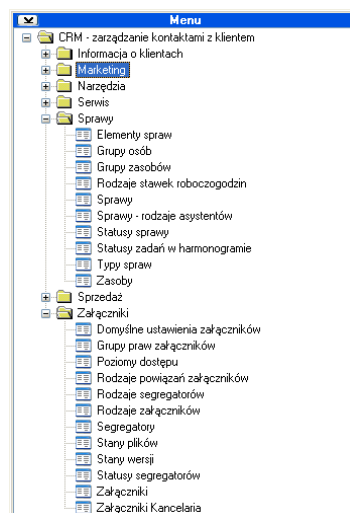 Menu
CRM - zarządzanie kontaktami z klientem
Informacja o klientach
Marketing
Narzędzia
Serwis
Sprawy
Elementy spraw
Grupy osób
Grupy zasobów
Rodzaje stawek roboczogodzin
Sprawy
Sprawy - rodzaje asystentów
Statusy sprawy
Statusy zadań w harmonogramie
Typy spraw
Zasoby
Sprzedaż
Załączniki
Domyślne ustawienia załączników
Grupy praw załączników
Poziomy dostępu
Rodzaje powiązań załączników
Rodzaje segregatorów
Rodzaje załączników
Segregatory
Stany plików
Stany wersji
Statusy segregatorów
Załączniki
Załączniki Kancelaria